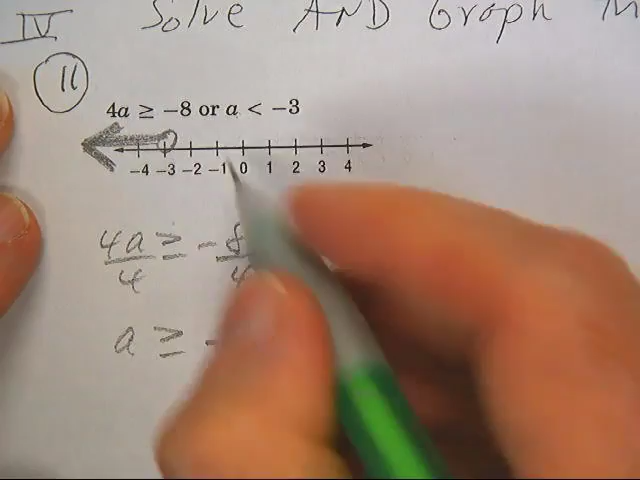 IV Solve AND Graph
11
4a ≥ −8 or a < −3
−4 −3 −2 −1 0 1 2 3 4
4a ≥ -8
4 4
a ≥ -